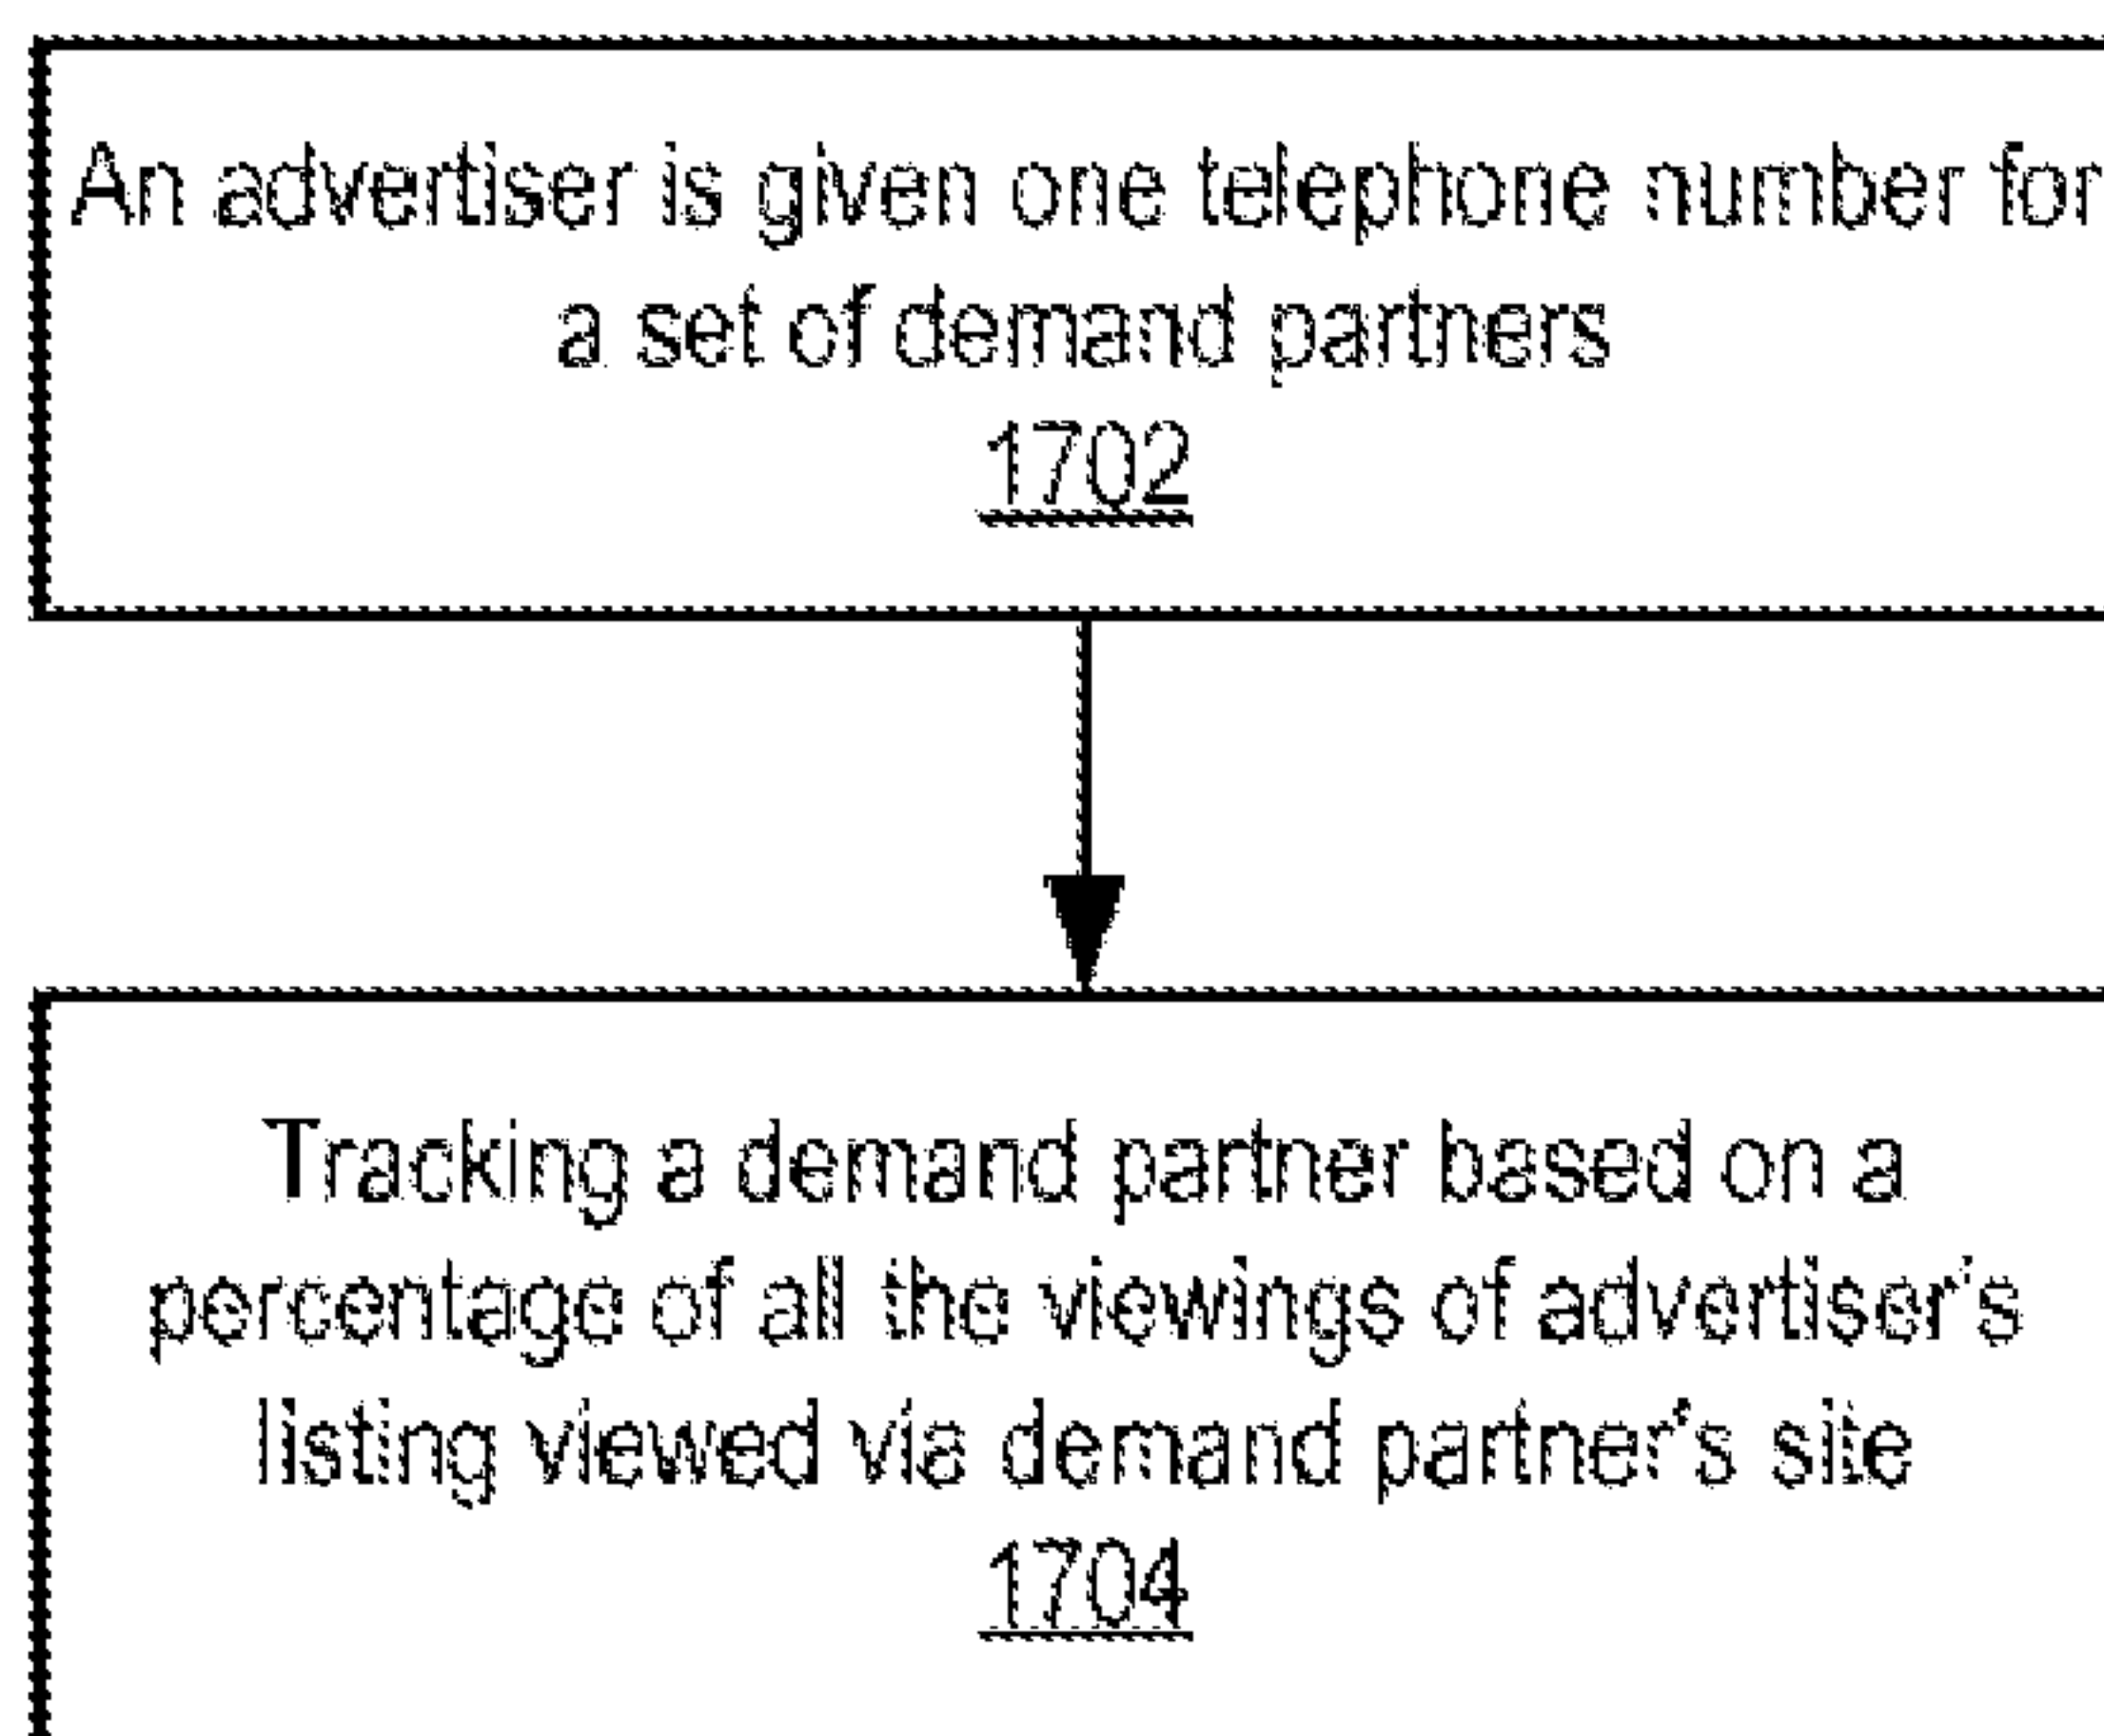 An advertiser is given one telephone number for
a set of demand partners
1702
Tracking a demand partner based on a
percentage of all the viewings of advertiser's
listing viewed via demand partner's site
1704